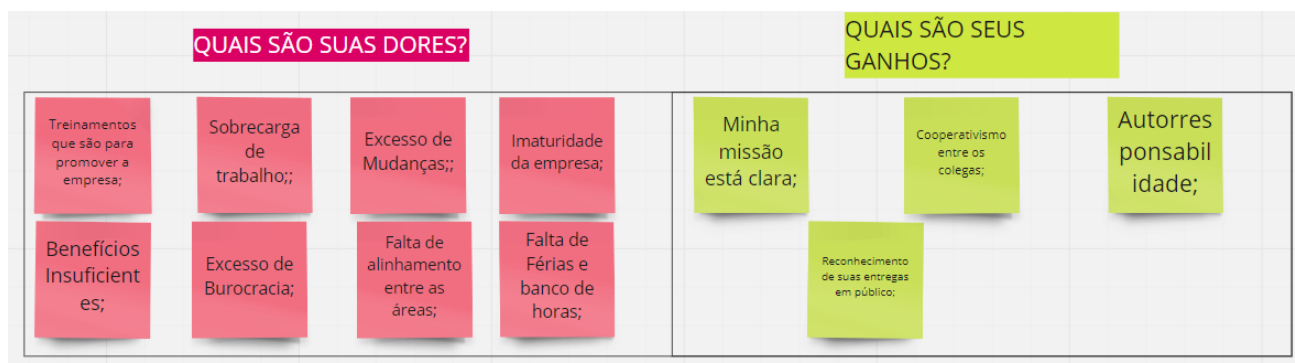 QUAIS SÃO SUAS DORES?
QUAIS SÃO SEUS
GANHOS?
Treinamentos
que são para
promover a
empresa;
Sobrecarga
de
trabalho;;
Excesso de
Mudanças;;
Imaturidade
da empresa;
Minha
missão
está clara;
Cooperativismo
entre os
colegas;
Autorres
ponsabil
idade;
Benefícios
Insuficient
es;
Excesso de
Burocracia;
Falta de
alinhamento
entre as
áreas;
Falta de
Férias e
banco de
horas;
Reconhecimento
de suas entregas
em público;